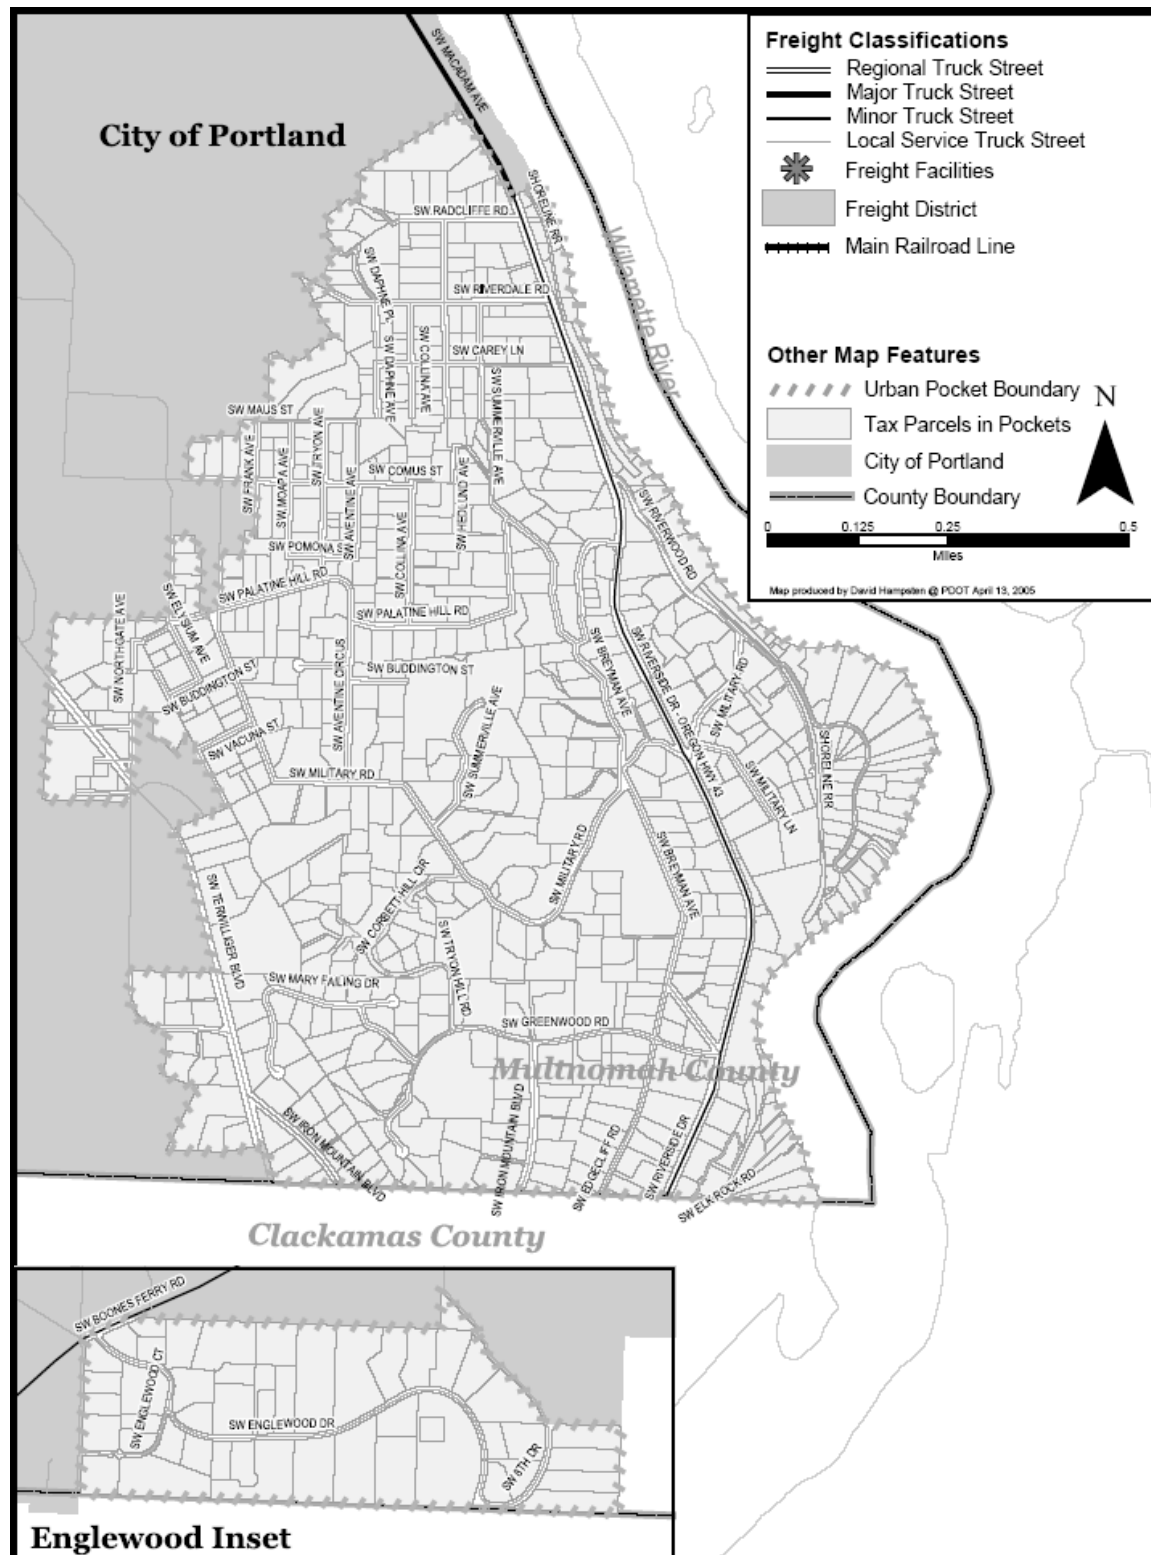 Freight Classifications
Regional Truck Street
Major Truck Street
Minor Truck Street
Local Service Truck Street
Freight Facilities
Freight District
Main Railroad Line
Other Map Features
Urban Pocket Boundary
Tax Parcels in Pockets
City of Portland
County Boundary
N
0 0.125 0.25 0.5
Miles
Map produced by David Hampsten @ PDOT April 13, 2005
City of Portland
SW MACADAM AVE
SHORELINE RR
Willamette River
SW RADCLIFFE RD
SW DAPHNE PL
SW RIVERDALE RD
SW DAPHNE AVE
SW COLLINA AVE
SW CAREY LN
SW SUMMERVILLE AVE
SW MAUS ST
SW FRANK AVE
SW MOAPA AVE
SW TRYON AVE
SW AVENTINE AVE
SW COMUS ST
SW HEDLUND AVE
SW COLLINA AVE
SW POMONA S
SW PALATINE HILL RD
SW PALATINE HILL RD
SW RIVERWOOD RD
SW NORTHGATE AVE
SW ELYSIUM AVE
SW BUDDINGTON ST
SW BUDDINGTON ST
SW AVENTINE CIRCUS
SW VACUNA ST
SW MILITARY RD
SW SUMMERVILLE AVE
SW BREYMAN AVE
SW RIVERSIDE DR - OREGON HWY 43
SW MILITARY RD
SW MILITARY LN
SHORELINE RR
SW MILITARY RD
SW BREYMAN AVE
SW TERWILLIGER BLVD
SW CORBETT HILL CIR
SW TRYON HILL RD
SW MARY FAILING DR
SW GREENWOOD RD
Multnomah County
SW IRON MOUNTAIN BLVD
SW IRON MOUNTAIN BLVD
SW EDGECLIFF RD
SW RIVERSIDE DR
SW ELK ROCK RD
Clackamas County
SW BOONES FERRY RD
SW ENGLEWOOD CT
SW ENGLEWOOD DR
SW 8TH DR
Englewood Inset